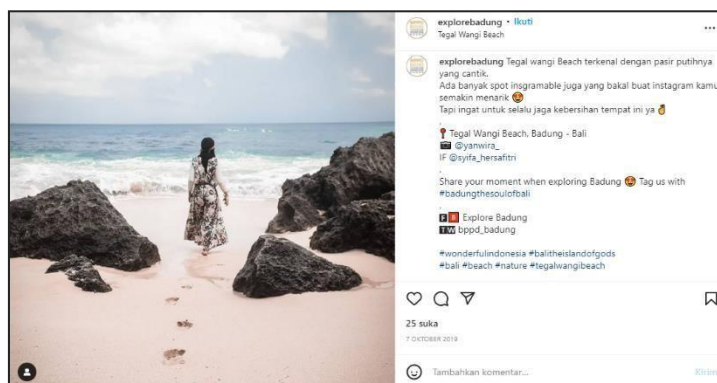 explorebadung • Ikuti
Tegal Wangi Beach
explorebadung Tegal wangi Beach terkenal dengan pasir putihnya
yang cantik.
Ada banyak spot insgramable juga yang bakal buat instagram kamu
semakin menarik 😍
Tapi ingat untuk selalu jaga kebersihan tempat ini ya 👌
.
📍 Tegal Wangi Beach, Badung - Bali
📷 @yanwira_
IF @syifa_hersafitri
.
Share your moment when exploring Badung 😍 Tag us with
#badungthesoulofbali
.
F B Explore Badung
TW bppd_badung
.
#wonderfulindonesia #balitheislandofgods
#bali #beach #nature #tegalwangibeach
25 suka
7 OKTOBER 2019
Tambahkan komentar...
Kirim